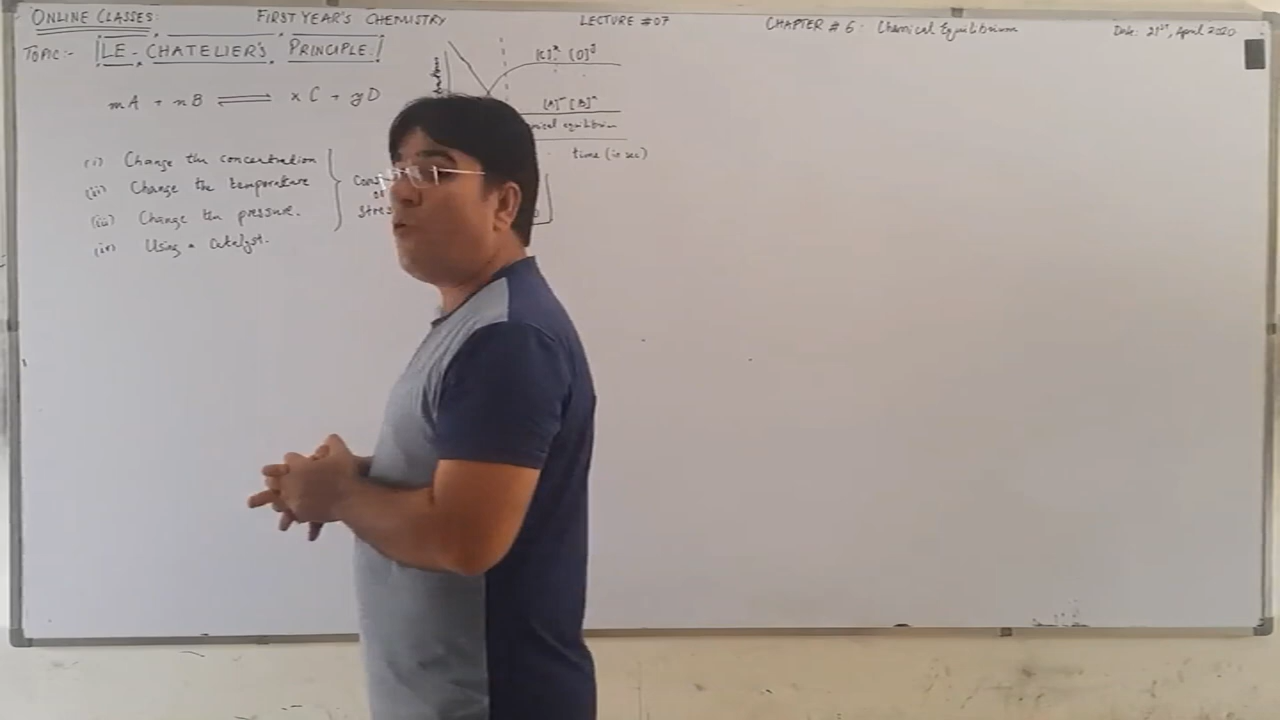 ONLINE CLASSES: FIRST YEAR'S CHEMISTRY LECTURE #07 CHAPTER # 6 - Chemical Equilibrium Date: 21ST, April 2020
TOPIC:- LE-CHATELIER'S PRINCIPLE:
mA + nB ⇌ xC + yD
[C]ˣ [D]ʸ
[A]ᵐ [B]ⁿ
equilibrium
time (in sec)
(i) Change the concentration
(ii) Change the temperature
(iii) Change the pressure.
(iv) Using a Catalyst.
or